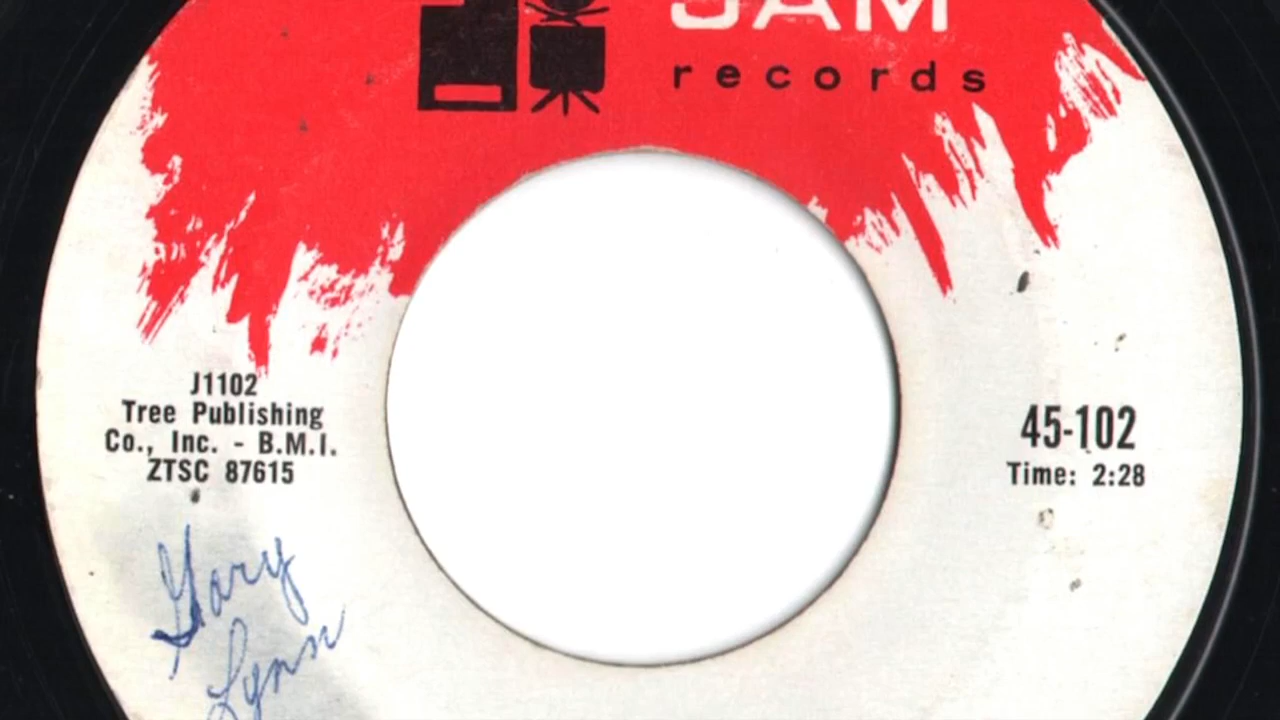 JAM
records
J1102
Tree Publishing
Co., Inc. - B.M.I.
ZTSC 87615
45-102
Time: 2:28
Gary
Lynn